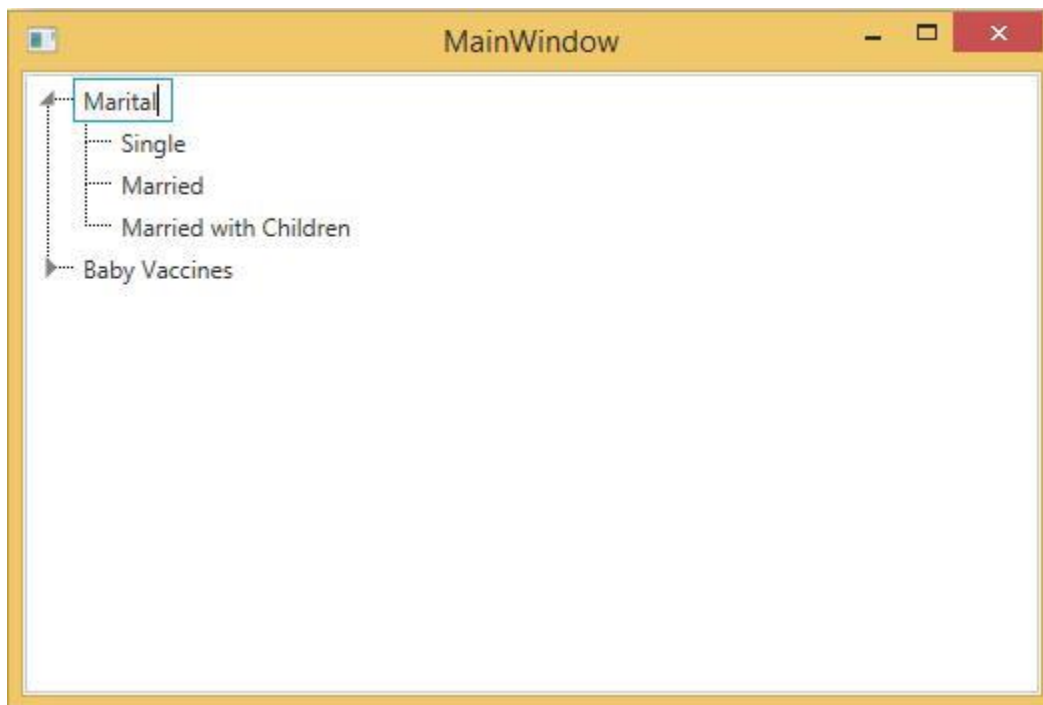 MainWindow
Marital
Single
Married
Married with Children
Baby Vaccines